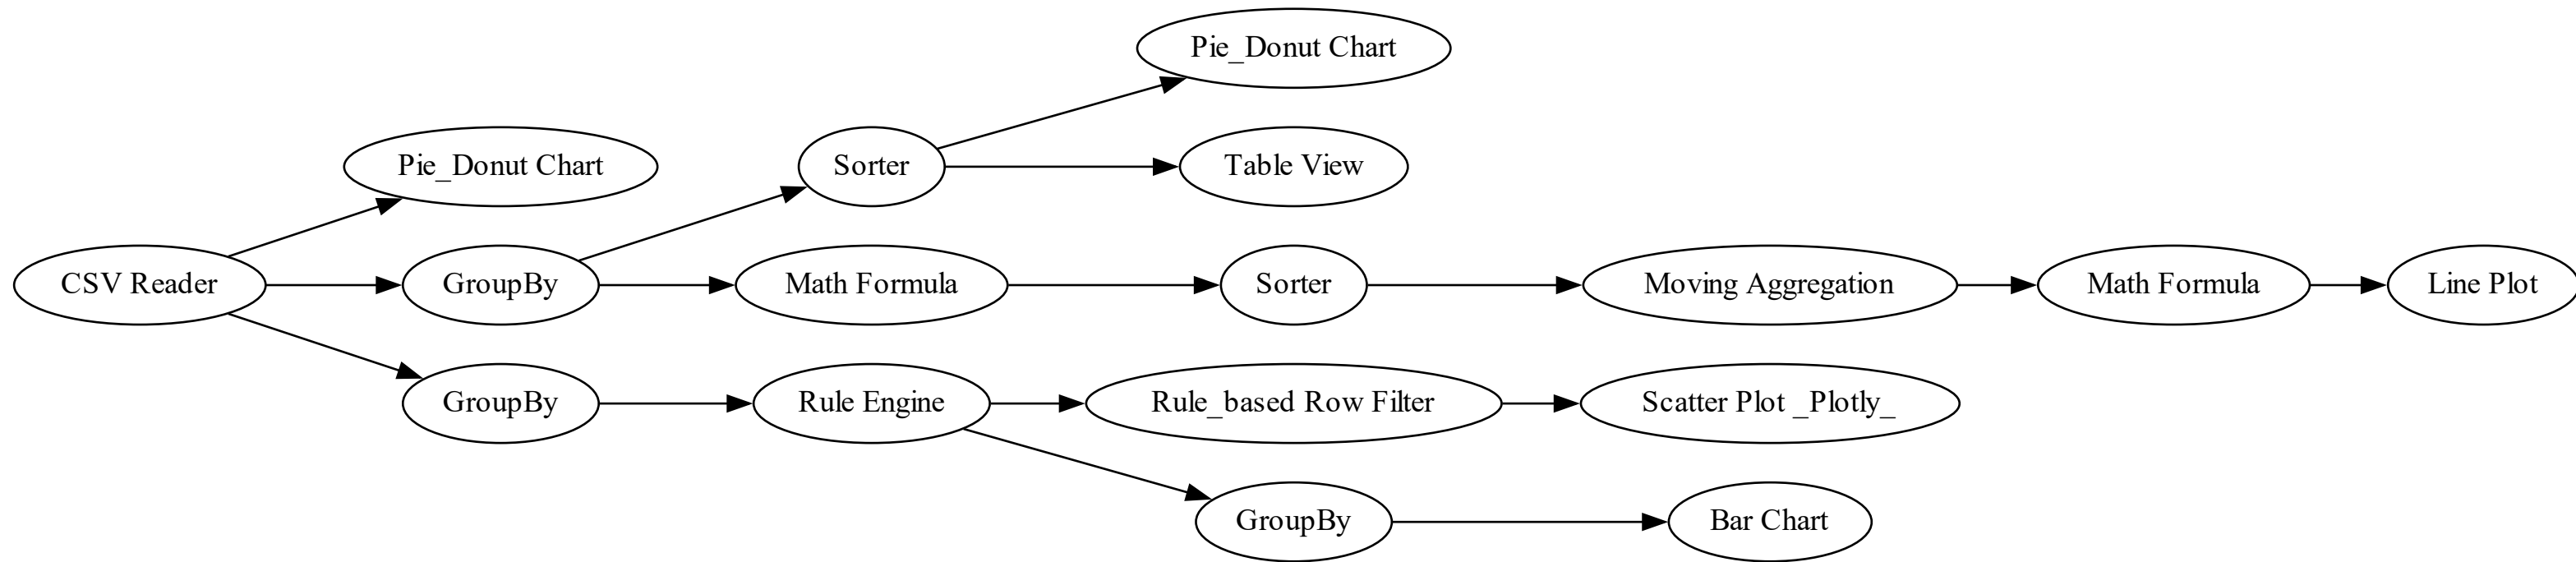 Pie_Donut Chart
Pie_Donut Chart
Sorter
Table View
CSV Reader
GroupBy
Math Formula
Sorter
Moving Aggregation
Math Formula
Line Plot
GroupBy
Rule Engine
Rule_based Row Filter
Scatter Plot _Plotly_
GroupBy
Bar Chart